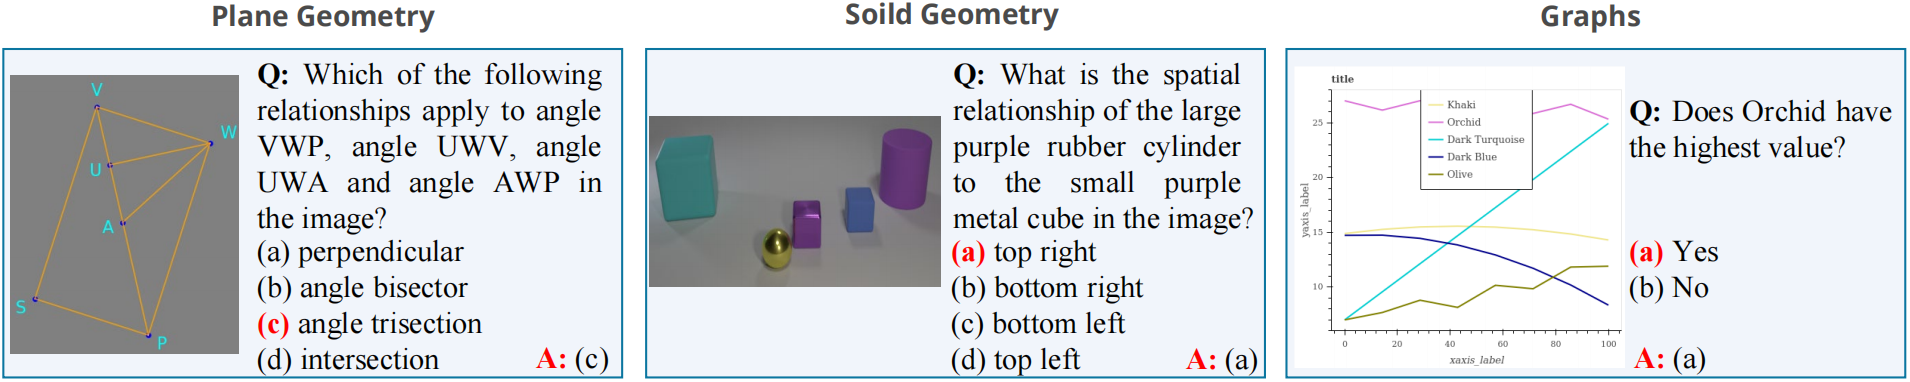 Plane Geometry
V
W
U
A
S
P
Q: Which of the following
relationships apply to angle
VWP, angle UWV, angle
UWA and angle AWP in
the image?
(a) perpendicular
(b) angle bisector
(c) angle trisection
(d) intersection
A: (c)
Soild Geometry
Q: What is the spatial
relationship of the large
purple rubber cylinder
to the small purple
metal cube in the image?
(a) top right
(b) bottom right
(c) bottom left
(d) top left
A: (a)
Graphs
title
Khaki
Orchid
Dark Turquoise
Dark Blue
Olive
yaxis_label
25
20
15
10
0
20
40
60
80
100
xaxis_label
Q: Does Orchid have
the highest value?
(a) Yes
(b) No
A: (a)